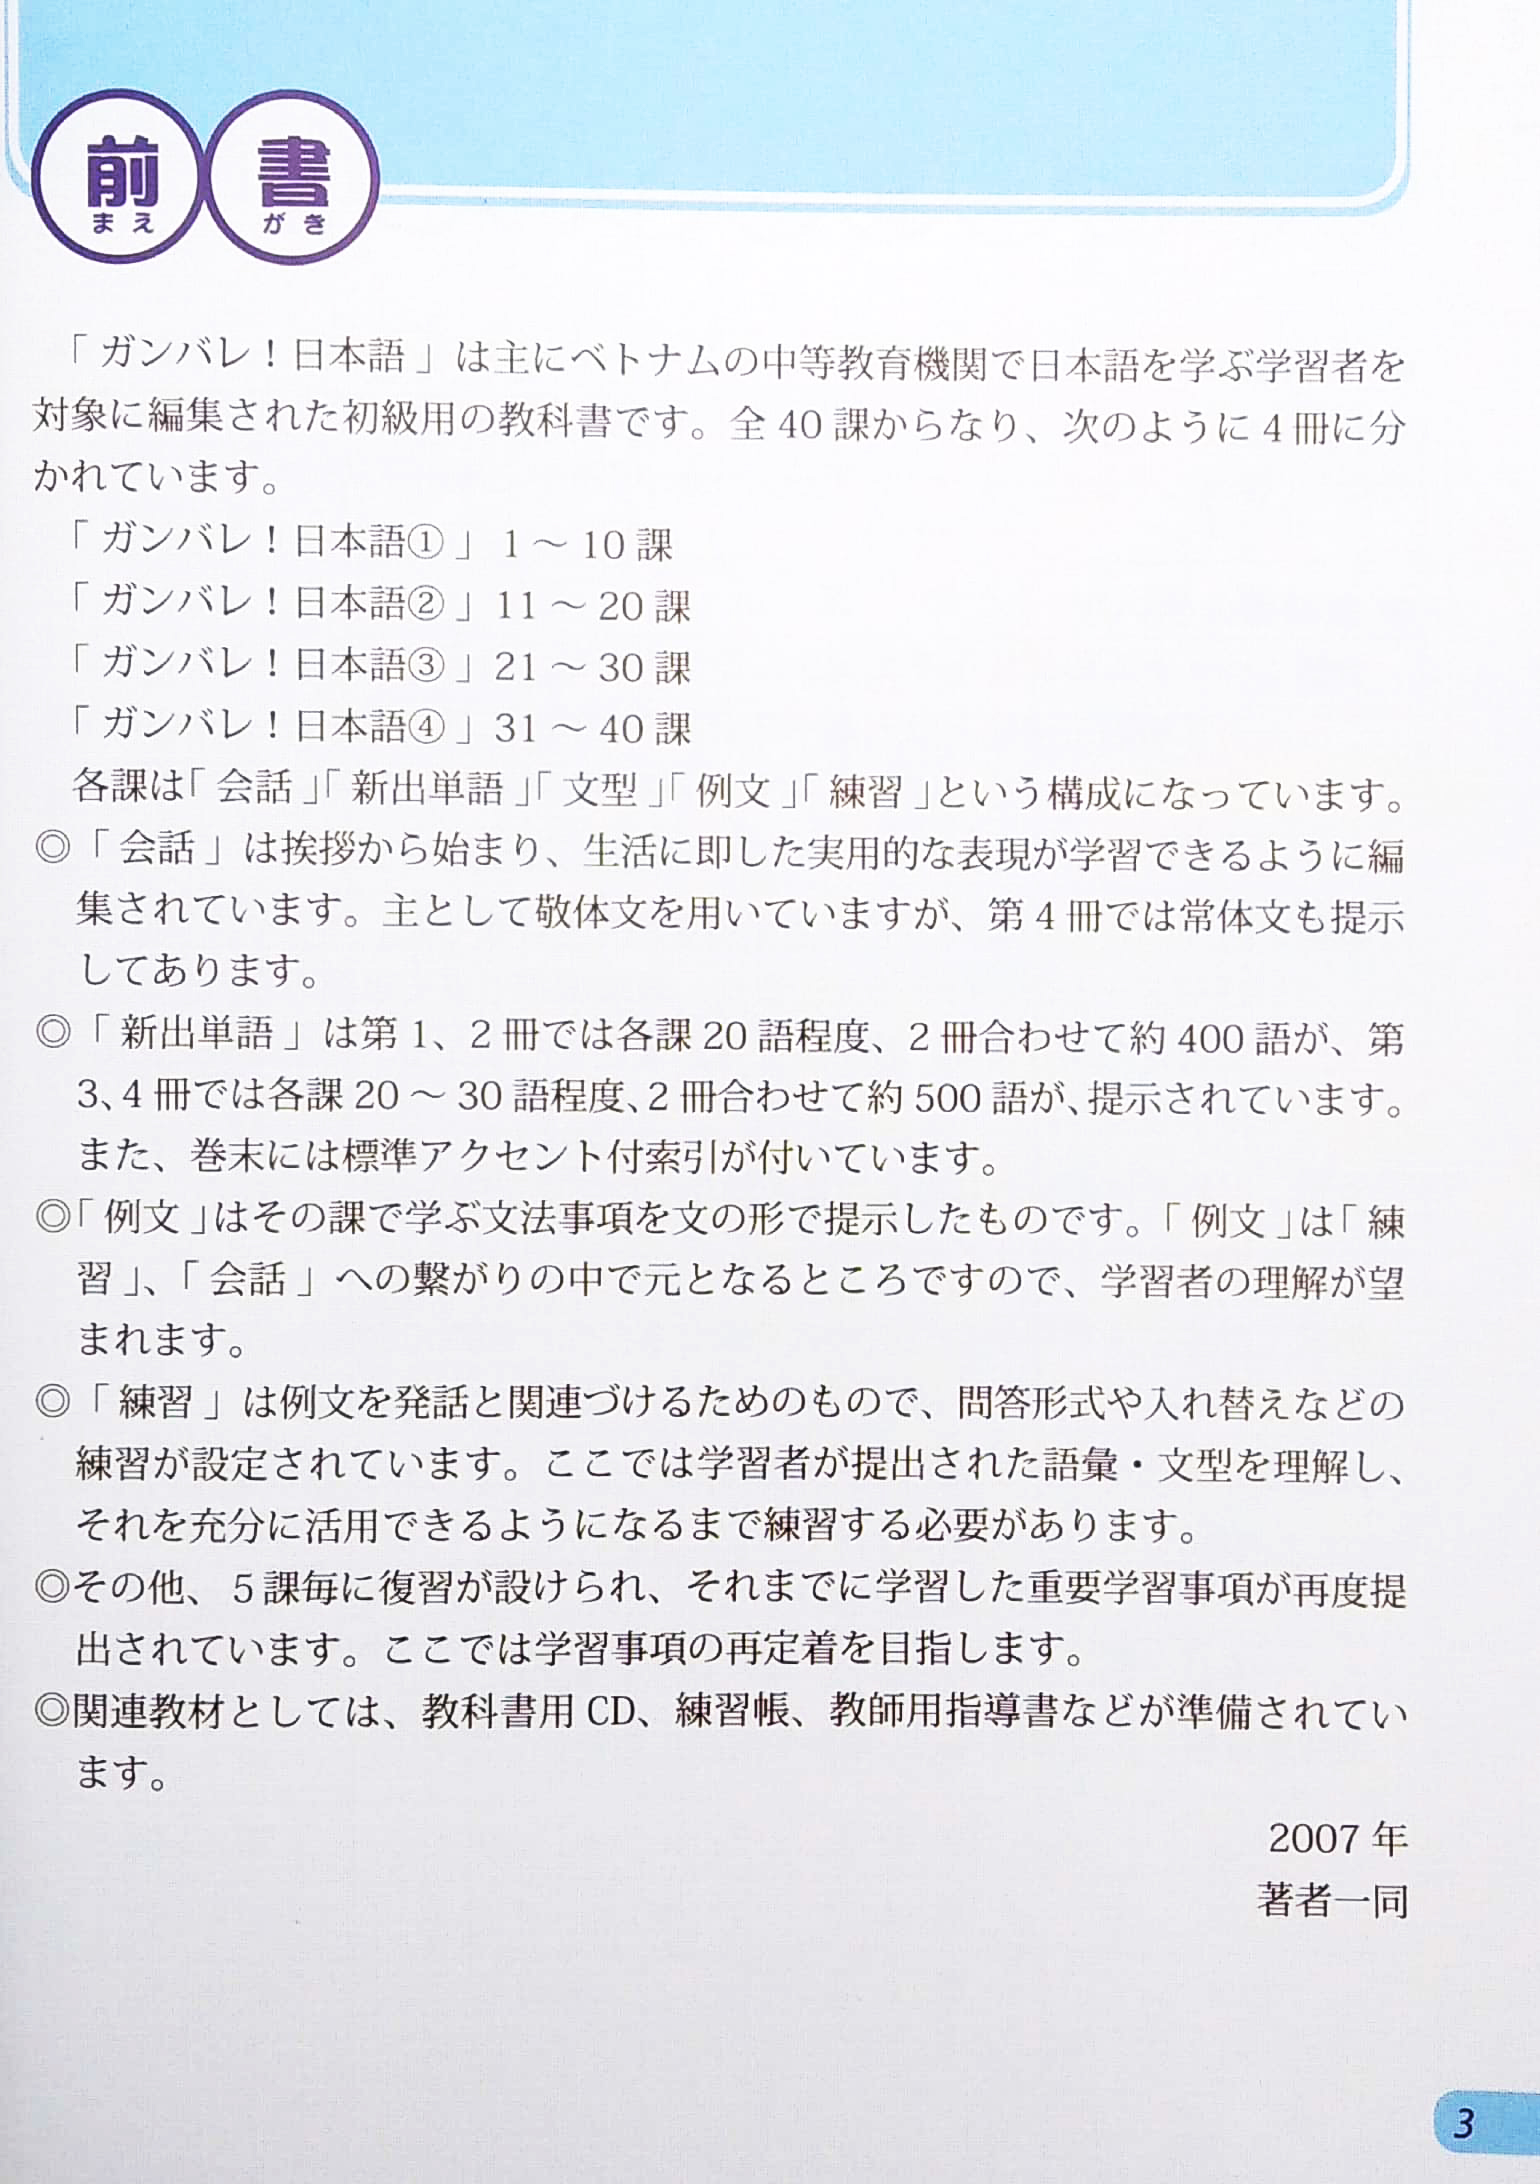 前書
まえがき
「ガンバレ！日本語」は主にベトナムの中等教育機関で日本語を学ぶ学習者を
対象に編集された初級用の教科書です。全 40 課からなり、次のように 4 冊に分
かれています。
「ガンバレ！日本語①」 1 ～ 10 課
「ガンバレ！日本語②」11 ～ 20 課
「ガンバレ！日本語③」21 ～ 30 課
「ガンバレ！日本語④」31 ～ 40 課
各課は「会話」「新出単語」「文型」「例文」「練習」という構成になっています。
◎「会話」は挨拶から始まり、生活に即した実用的な表現が学習できるように編
集されています。主として敬体文を用いていますが、第 4 冊では常体文も提示
してあります。
◎「新出単語」は第 1、2 冊では各課 20 語程度、2 冊合わせて約 400 語が、第
3、4 冊では各課 20 ～ 30 語程度、2 冊合わせて約 500 語が、提示されています。
また、巻末には標準アクセント付索引が付いています。
◎「例文」はその課で学ぶ文法事項を文の形で提示したものです。「例文」は「練
習」、「会話」への繋がりの中で元となるところですので、学習者の理解が望
まれます。
◎「練習」は例文を発話と関連づけるためのもので、問答形式や入れ替えなどの
練習が設定されています。ここでは学習者が提出された語彙・文型を理解し、
それを充分に活用できるようになるまで練習する必要があります。
◎その他、5 課毎に復習が設けられ、それまでに学習した重要学習事項が再度提
出されています。ここでは学習事項の再定着を目指します。
◎関連教材としては、教科書用 CD、練習帳、教師用指導書などが準備されてい
ます。
2007 年
著者一同
3